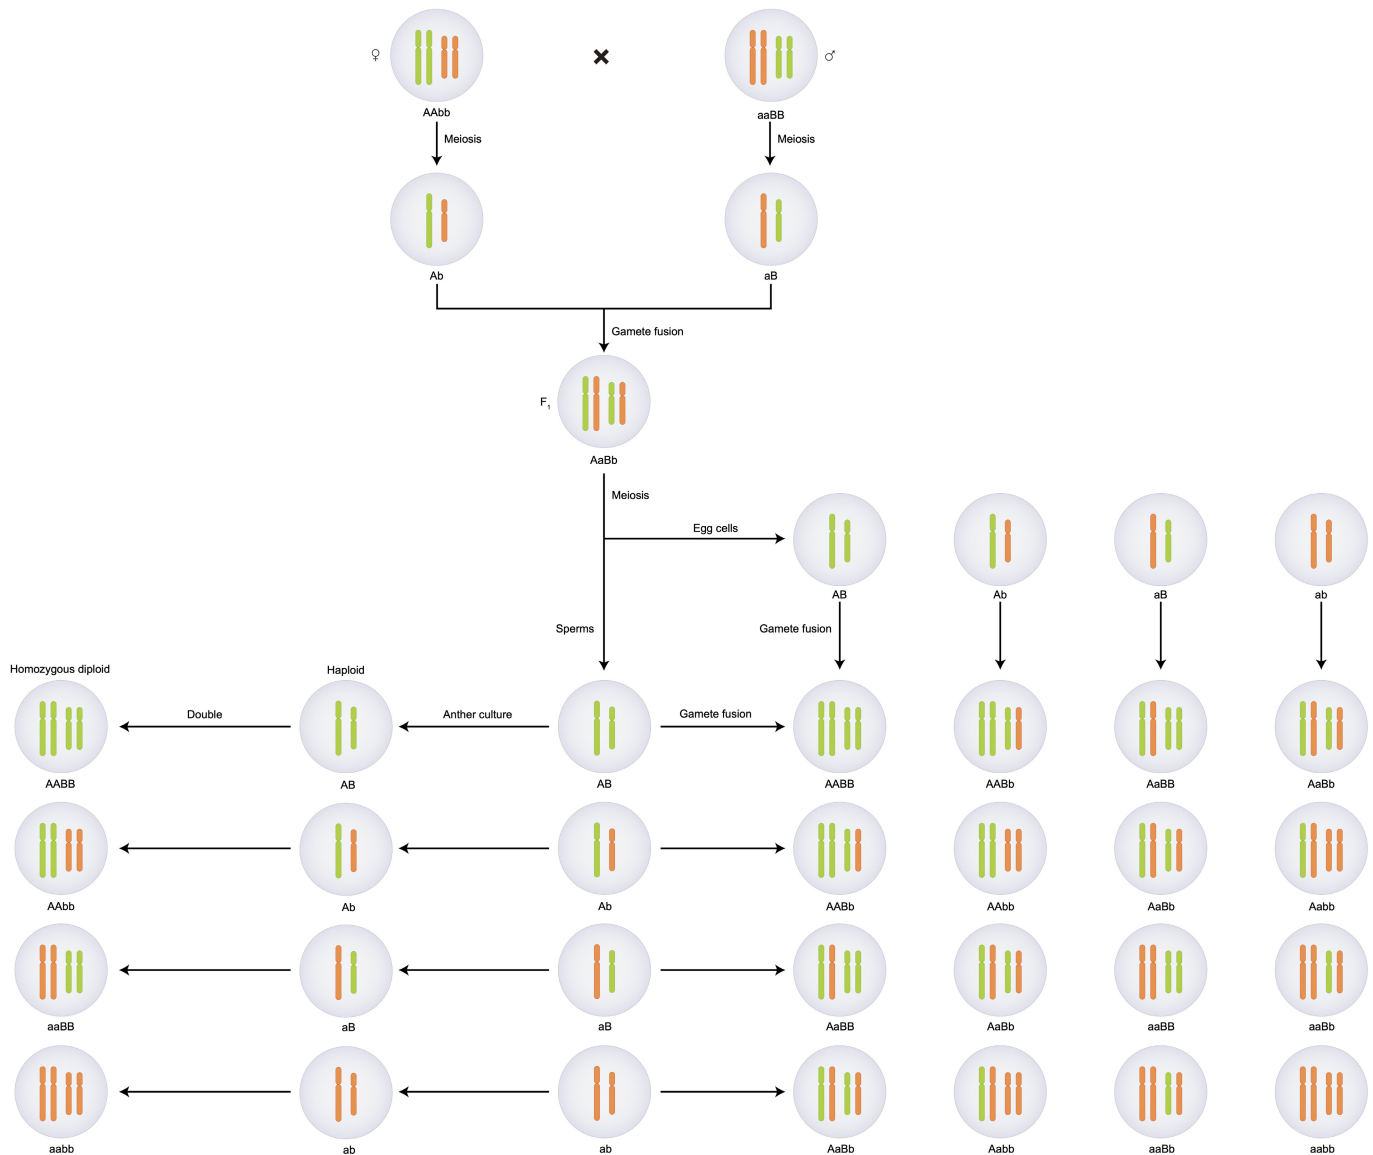 ♀
♂
AAbb
aaBB
Meiosis
Meiosis
Ab
aB
Gamete fusion
F1
AaBb
Meiosis
Egg cells
AB
Ab
aB
ab
Sperms
Gamete fusion
Homozygous diploid
Haploid
Double
Anther culture
Gamete fusion
AABB
AB
AB
AABB
AABb
AaBB
AaBb
AAbb
Ab
Ab
AABb
AAbb
AaBb
Aabb
aaBB
aB
aB
AaBB
AaBb
aaBB
aaBb
aabb
ab
ab
AaBb
Aabb
aaBb
aabb